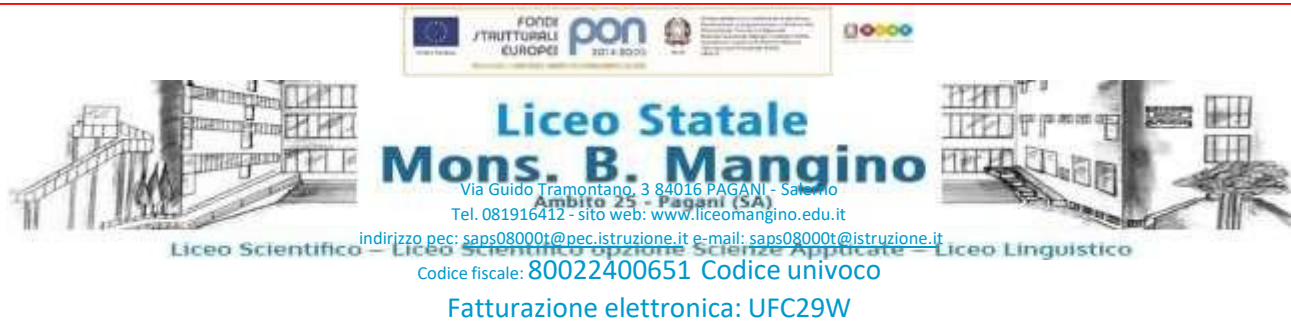 FONDI
STRUTTURALI
EUROPEI
pon
2014-2020
Liceo Statale
Mons. B. Mangino
Via Guido Tramontano, 3 84016 PAGANI - Salerno
Ambito 25 - Pagani (SA)
Tel. 081916412 - sito web: www.liceomangino.edu.it
indirizzo pec: saps08000t@pec.istruzione.it e-mail: saps08000t@istruzione.it
Liceo Scientifico – Liceo Scientifico opzione Scienze Applicate – Liceo Linguistico
Codice fiscale: 80022400651 Codice univoco
Fatturazione elettronica: UFC29W